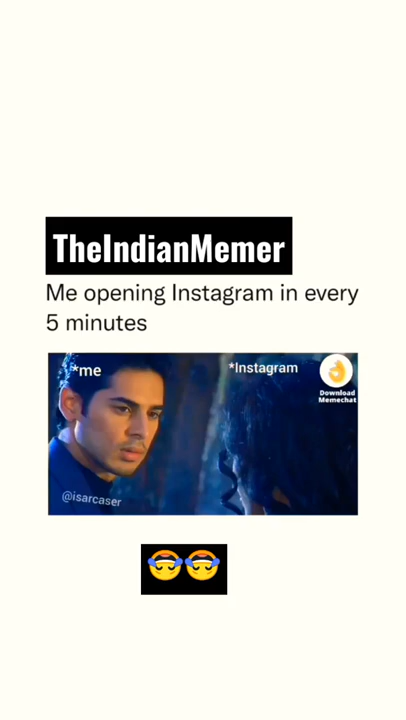 TheIndianMemer
Me opening Instagram in every
5 minutes
*me
*Instagram
Download
Memechat
@isarcaser